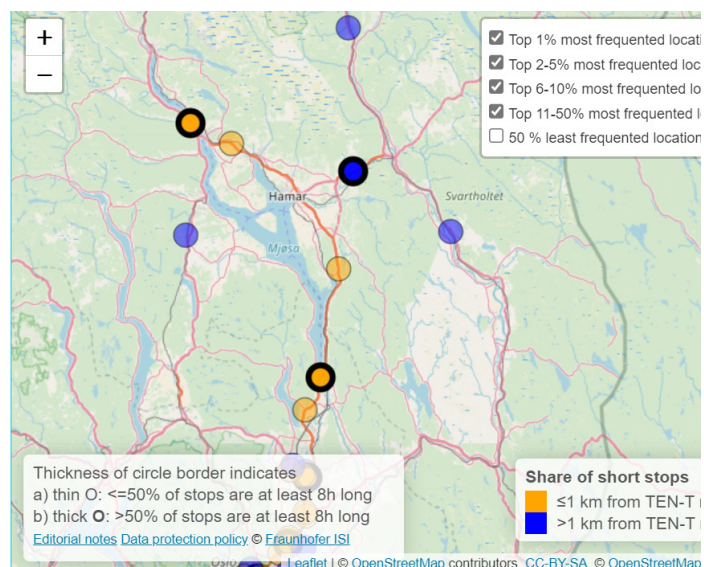 +
−
Top 1% most frequented
Top 2-5% most frequented
Top 6-10% most frequented
Top 11-50% most frequented
50 % least frequented location
Hamar
Svartholtet
Mjøsa
Thickness of circle border indicates
a) thin O: <=50% of stops are at least 8h long
b) thick O: >50% of stops are at least 8h long
Editorial notes Data protection policy © Fraunhofer ISI
Share of short stops
≤1 km from TEN-T
>1 km from TEN-T
Oslo
Leaflet | © OpenStreetMap contributors, CC-BY-SA, © OpenStreetMap